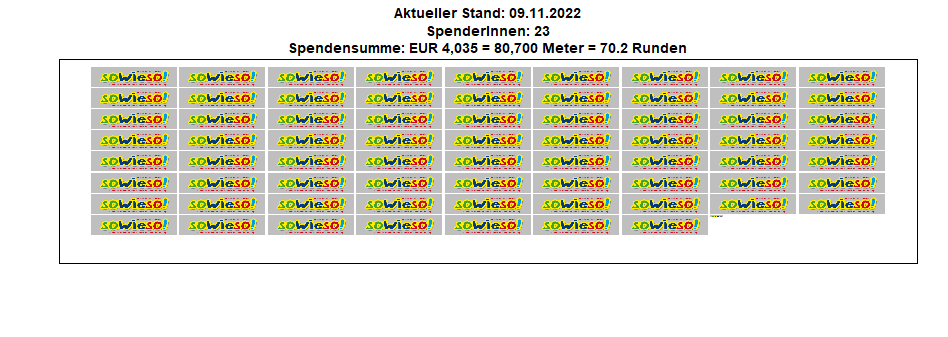 Aktueller Stand: 09.11.2022
SpenderInnen: 23
Spendensumme: EUR 4,035 = 80,700 Meter = 70.2 Runden
sowieso! sowieso! sowieso! sowieso! sowieso! sowieso! sowieso! sowieso! sowieso!
sowieso! sowieso! sowieso! sowieso! sowieso! sowieso! sowieso! sowieso! sowieso!
sowieso! sowieso! sowieso! sowieso! sowieso! sowieso! sowieso! sowieso! sowieso!
sowieso! sowieso! sowieso! sowieso! sowieso! sowieso! sowieso! sowieso! sowieso!
sowieso! sowieso! sowieso! sowieso! sowieso! sowieso! sowieso! sowieso! sowieso!
sowieso! sowieso! sowieso! sowieso! sowieso! sowieso! sowieso! sowieso! sowieso!
sowieso! sowieso! sowieso! sowieso! sowieso! sowieso! sowieso! sowieso! sowieso!
sowieso! sowieso! sowieso! sowieso! sowieso! sowieso! sowieso!